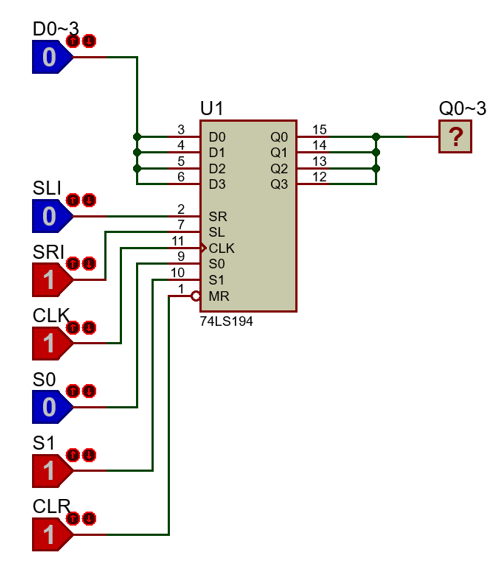 D0~3
0
U1
Q0~3
?
3 D0 Q0 15
4 D1 Q1 14
5 D2 Q2 13
6 D3 Q3 12
SLI
0
2 SR
7 SL
11 CLK
9 S0
10 S1
1 MR
74LS194
SRI
1
CLK
1
S0
0
S1
1
CLR
1